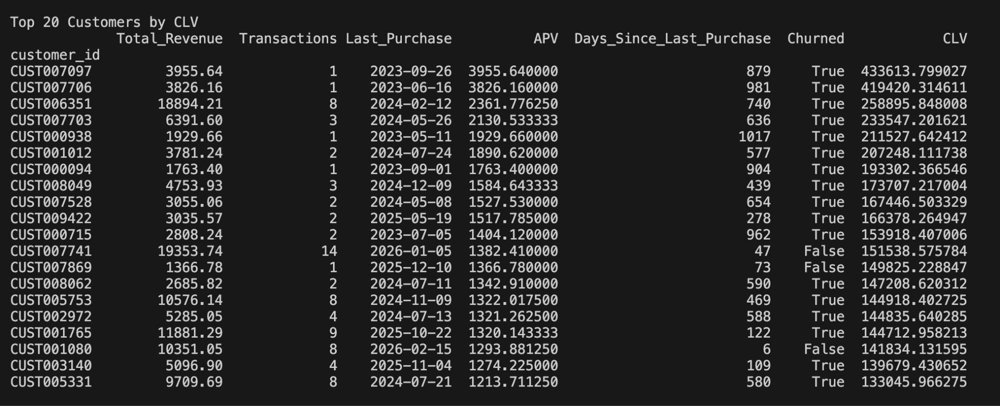 Top 20 Customers by CLV
Total_Revenue Transactions Last_Purchase APV Days_Since_Last_Purchase Churned CLV
customer_id
CUST007097 3955.64 1 2023-09-26 3955.640000 879 True 433613.799027
CUST007706 3826.16 1 2023-06-16 3826.160000 981 True 419420.314611
CUST006351 18894.21 8 2024-02-12 2361.776250 740 True 258895.848008
CUST007703 6391.60 3 2024-05-26 2130.533333 636 True 233547.201621
CUST000938 1929.66 1 2023-05-11 1929.660000 1017 True 211527.642412
CUST001012 3781.24 2 2024-07-24 1890.620000 577 True 207248.111738
CUST000094 1763.40 1 2023-09-01 1763.400000 904 True 193302.366546
CUST008049 4753.93 3 2024-12-09 1584.643333 439 True 173707.217004
CUST007528 3055.06 2 2024-05-08 1527.530000 654 True 167446.503329
CUST009422 3035.57 2 2025-05-19 1517.785000 278 True 166378.264947
CUST000715 2808.24 2 2023-07-05 1404.120000 962 True 153918.407006
CUST007741 19353.74 14 2026-01-05 1382.410000 47 False 151538.575784
CUST007869 1366.78 1 2025-12-10 1366.780000 73 False 149825.228847
CUST008062 2685.82 2 2024-07-11 1342.910000 590 True 147208.620312
CUST005753 10576.14 8 2024-11-09 1322.017500 469 True 144918.402725
CUST002972 5285.05 4 2024-07-13 1321.262500 588 True 144835.640285
CUST001765 11881.29 9 2025-10-22 1320.143333 122 True 144712.958213
CUST001080 10351.05 8 2026-02-15 1293.881250 6 False 141834.131595
CUST003140 5096.90 4 2025-11-04 1274.225000 109 True 139679.430652
CUST005331 9709.69 8 2024-07-21 1213.711250 580 True 133045.966275